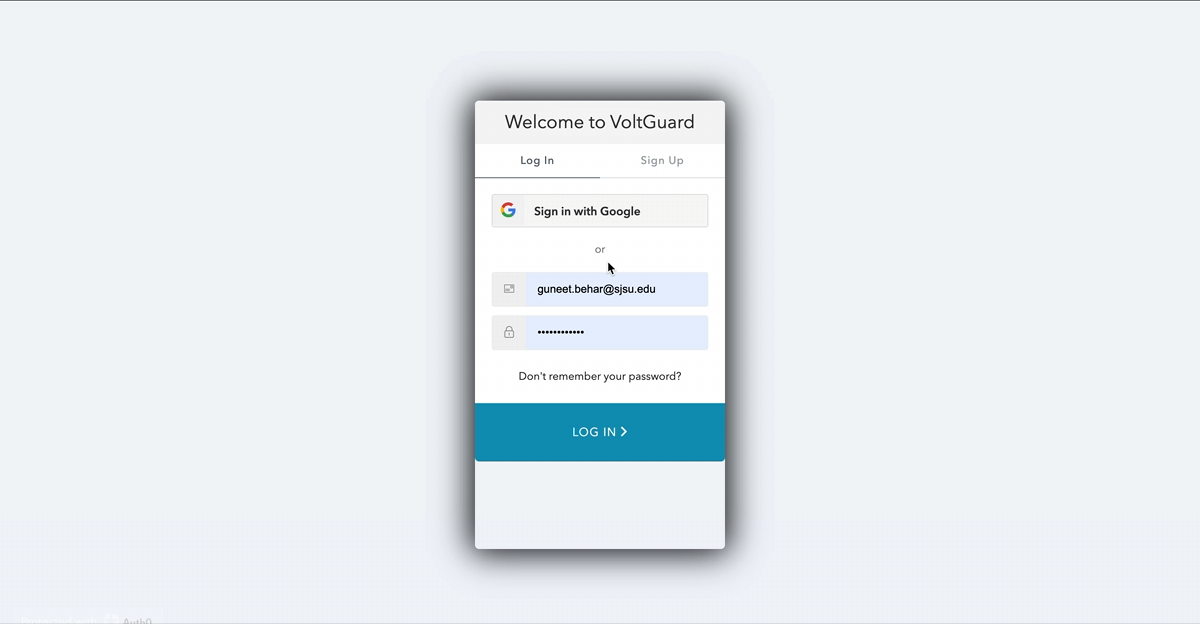 Welcome to VoltGuard
Log In Sign Up
Sign in with Google
or
guneet.behar@sjsu.edu
••••••••••••
Don't remember your password?
LOG IN
Auth0